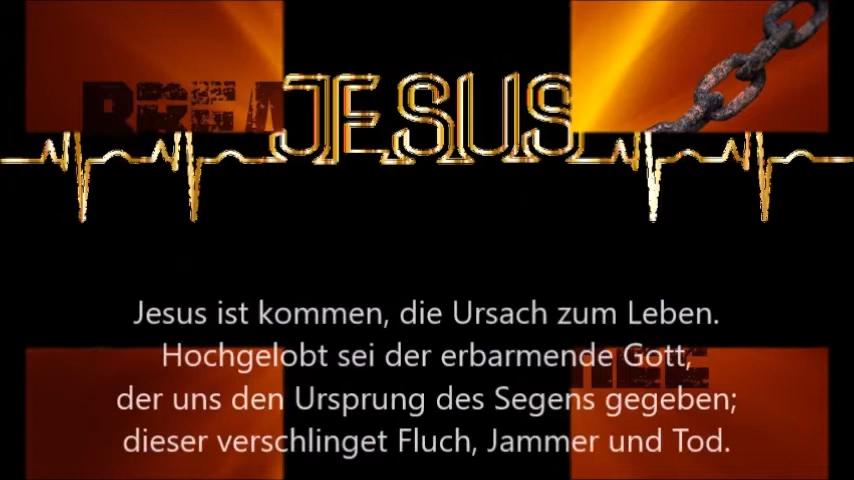 BREA
JESUS
Jesus ist kommen, die Ursach zum Leben.
Hochgelobt sei der erbarmende Gott,
der uns den Ursprung des Segens gegeben;
dieser verschlinget Fluch, Jammer und Tod.